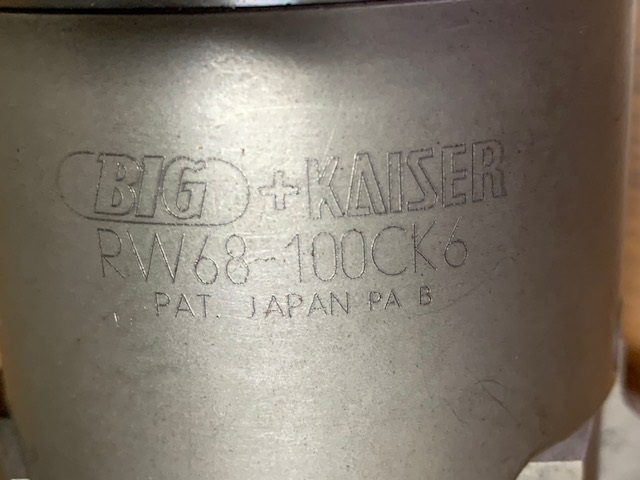 BIG+KAISER
RW68-100CK6
PAT. JAPAN PA B